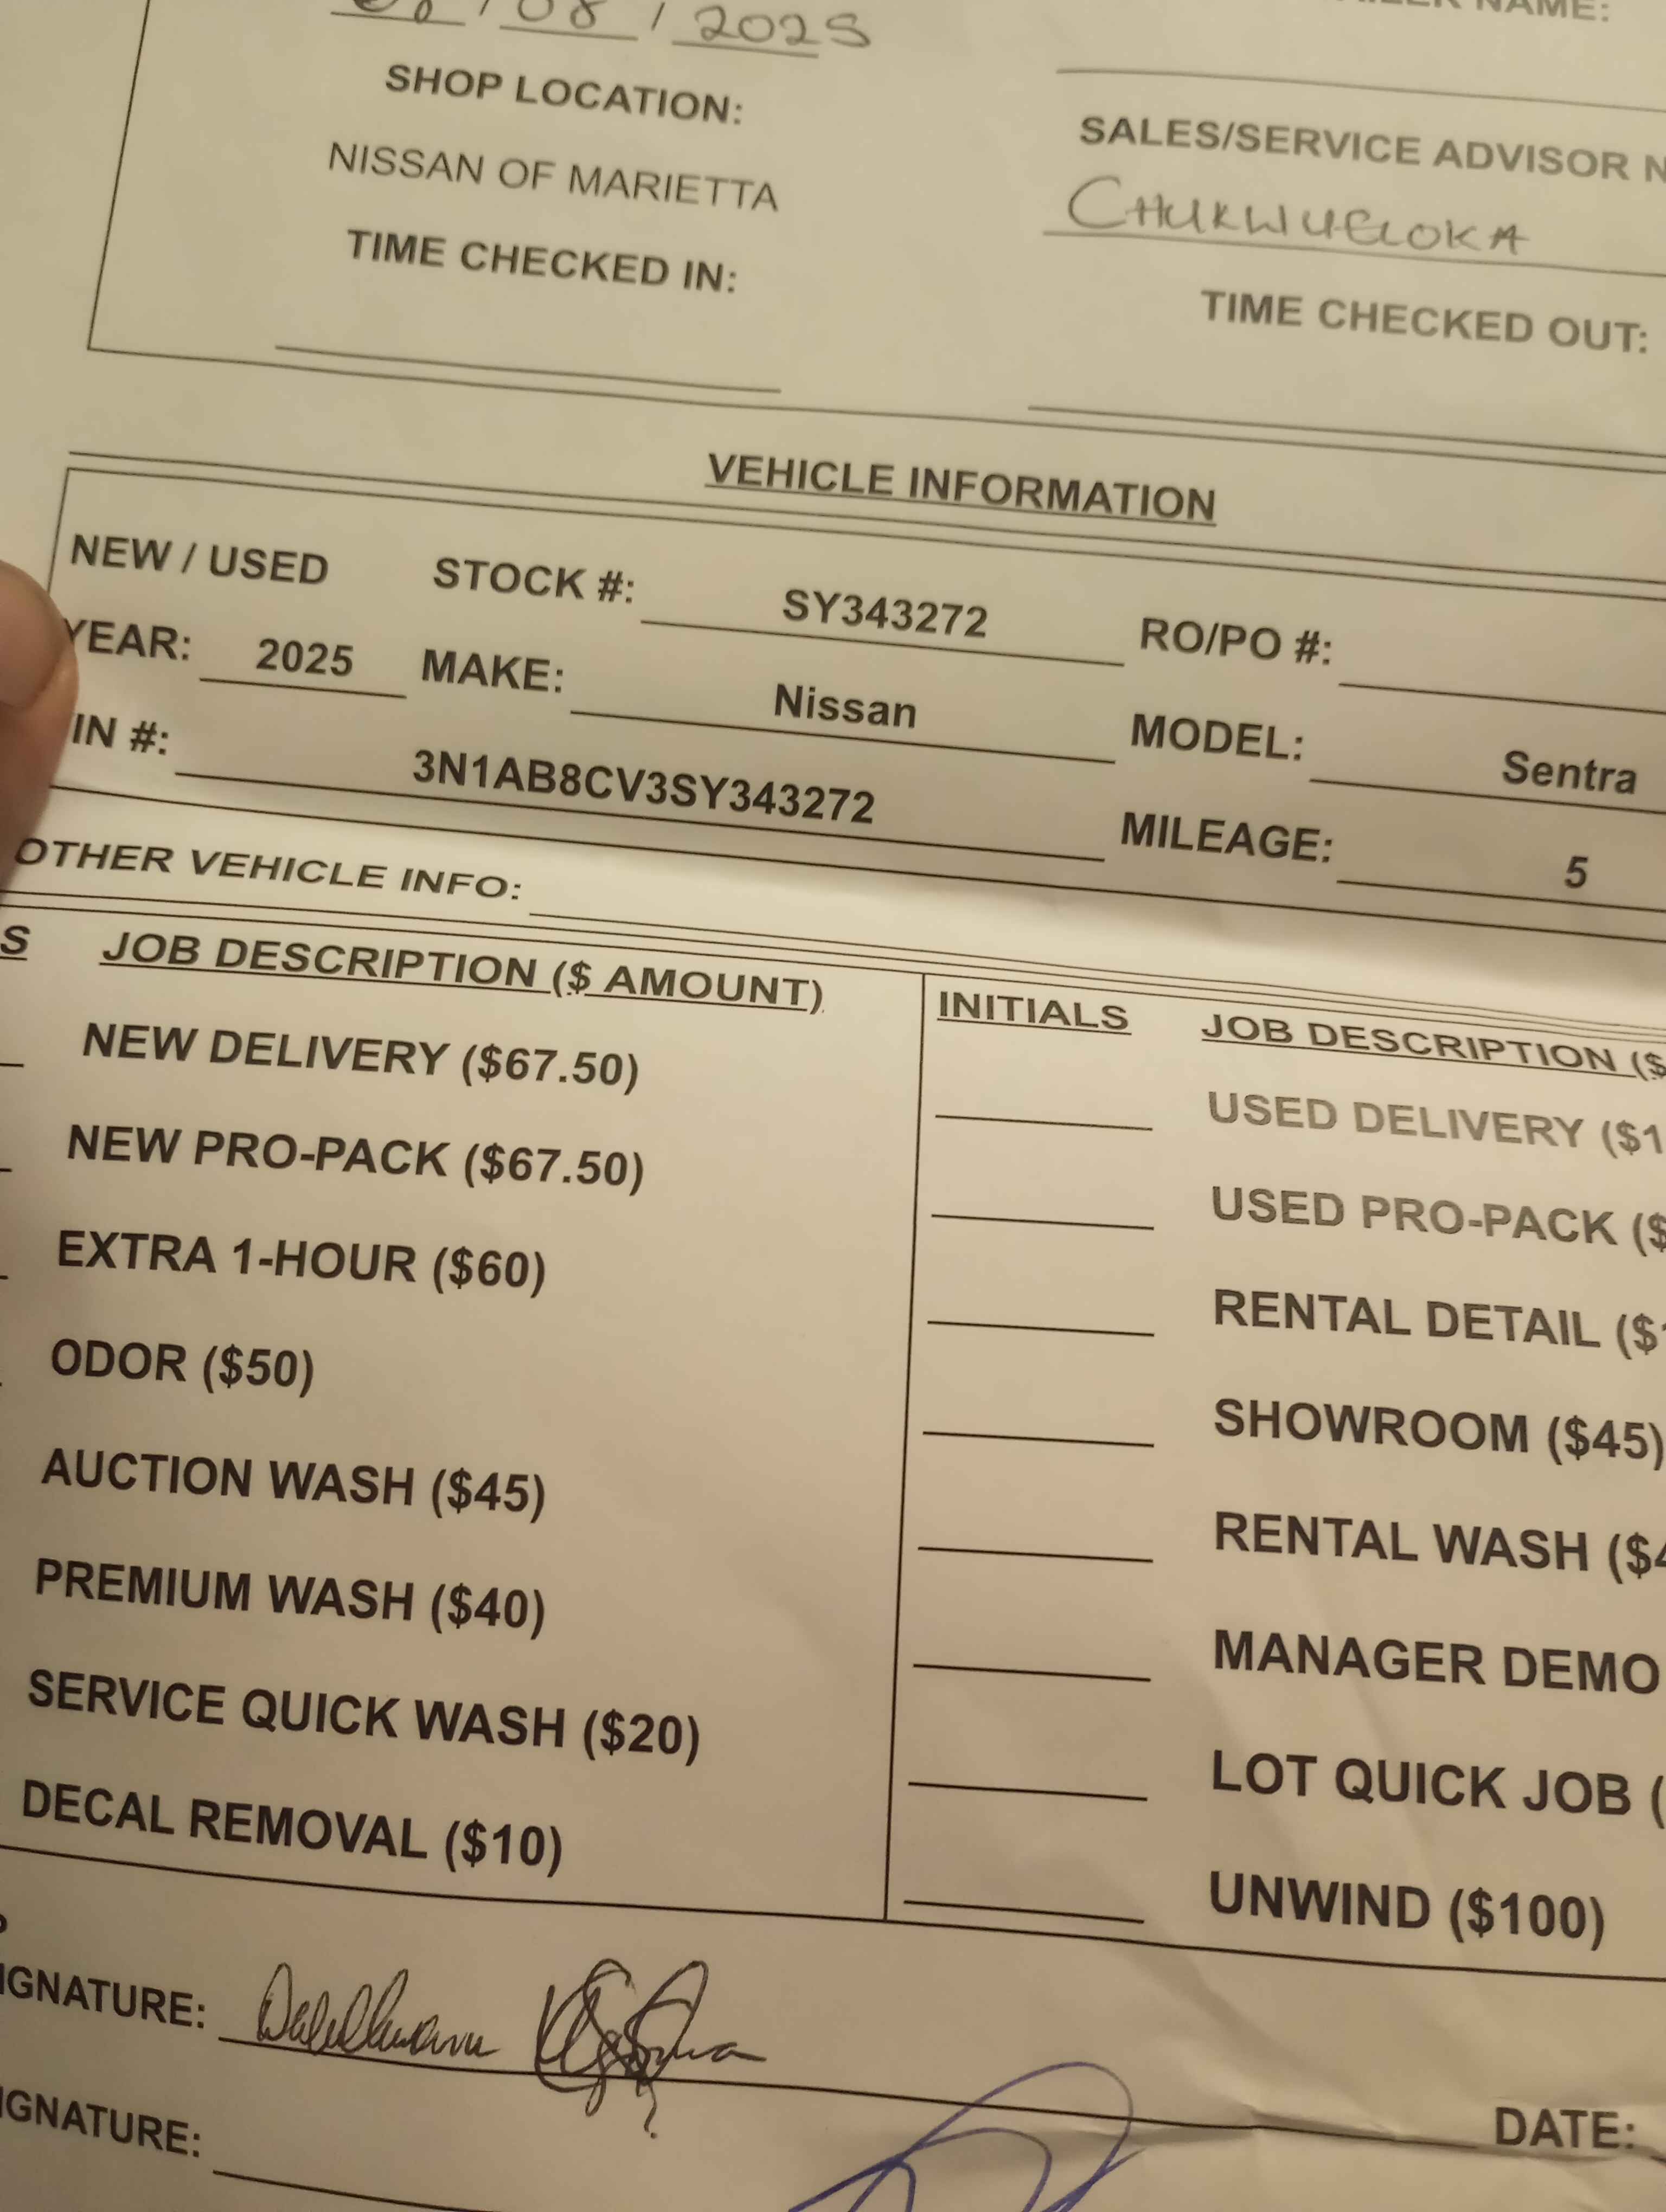 / 08 / 2025
NAME:
SHOP LOCATION:
NISSAN OF MARIETTA
SALES/SERVICE ADVISOR N
CHUKWUELOKA
TIME CHECKED IN:
TIME CHECKED OUT:
VEHICLE INFORMATION
NEW / USED STOCK #: SY343272 RO/PO #:
YEAR: 2025 MAKE: Nissan MODEL: Sentra
IN #: 3N1AB8CV3SY343272 MILEAGE: 5
OTHER VEHICLE INFO:
S JOB DESCRIPTION ($ AMOUNT) INITIALS JOB DESCRIPTION ($
NEW DELIVERY ($67.50) USED DELIVERY ($1
NEW PRO-PACK ($67.50) USED PRO-PACK ($
EXTRA 1-HOUR ($60) RENTAL DETAIL ($1
ODOR ($50) SHOWROOM ($45)
AUCTION WASH ($45) RENTAL WASH ($4
PREMIUM WASH ($40) MANAGER DEMO
SERVICE QUICK WASH ($20) LOT QUICK JOB (
DECAL REMOVAL ($10) UNWIND ($100)
IGNATURE:
DATE:
IGNATURE: